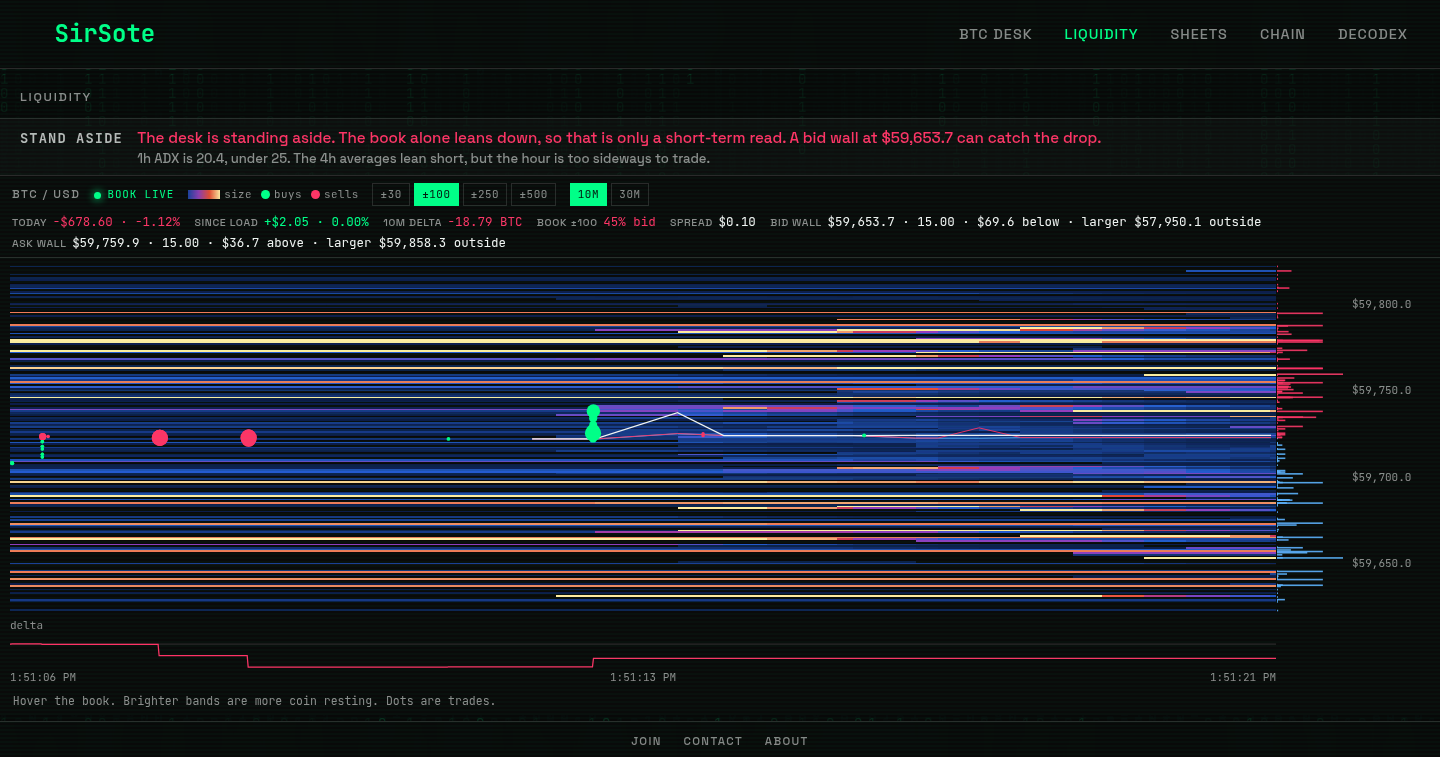 SirSote
BTC DESK LIQUIDITY SHEETS CHAIN DECODEX
LIQUIDITY
STAND ASIDE The desk is standing aside. The book alone leans down, so that is only a short-term read. A bid wall at $59,653.7 can catch the drop.
1h ADX is 20.4, under 25. The 4h averages lean short, but the hour is too sideways to trade.
BTC / USD BOOK LIVE size buys sells ±30 ±100 ±250 ±500 10M 30M
TODAY -$678.60 · -1.12% SINCE LOAD +$2.05 · 0.00% 10M DELTA -18.79 BTC BOOK ±100 45% bid SPREAD $0.10 BID WALL $59,653.7 · 15.00 · $69.6 below · larger $57,950.1 outside
ASK WALL $59,759.9 · 15.00 · $36.7 above · larger $59,858.3 outside
$59,800.0
$59,750.0
$59,700.0
$59,650.0
delta
1:51:06 PM 1:51:13 PM 1:51:21 PM
Hover the book. Brighter bands are more coin resting. Dots are trades.
JOIN CONTACT ABOUT